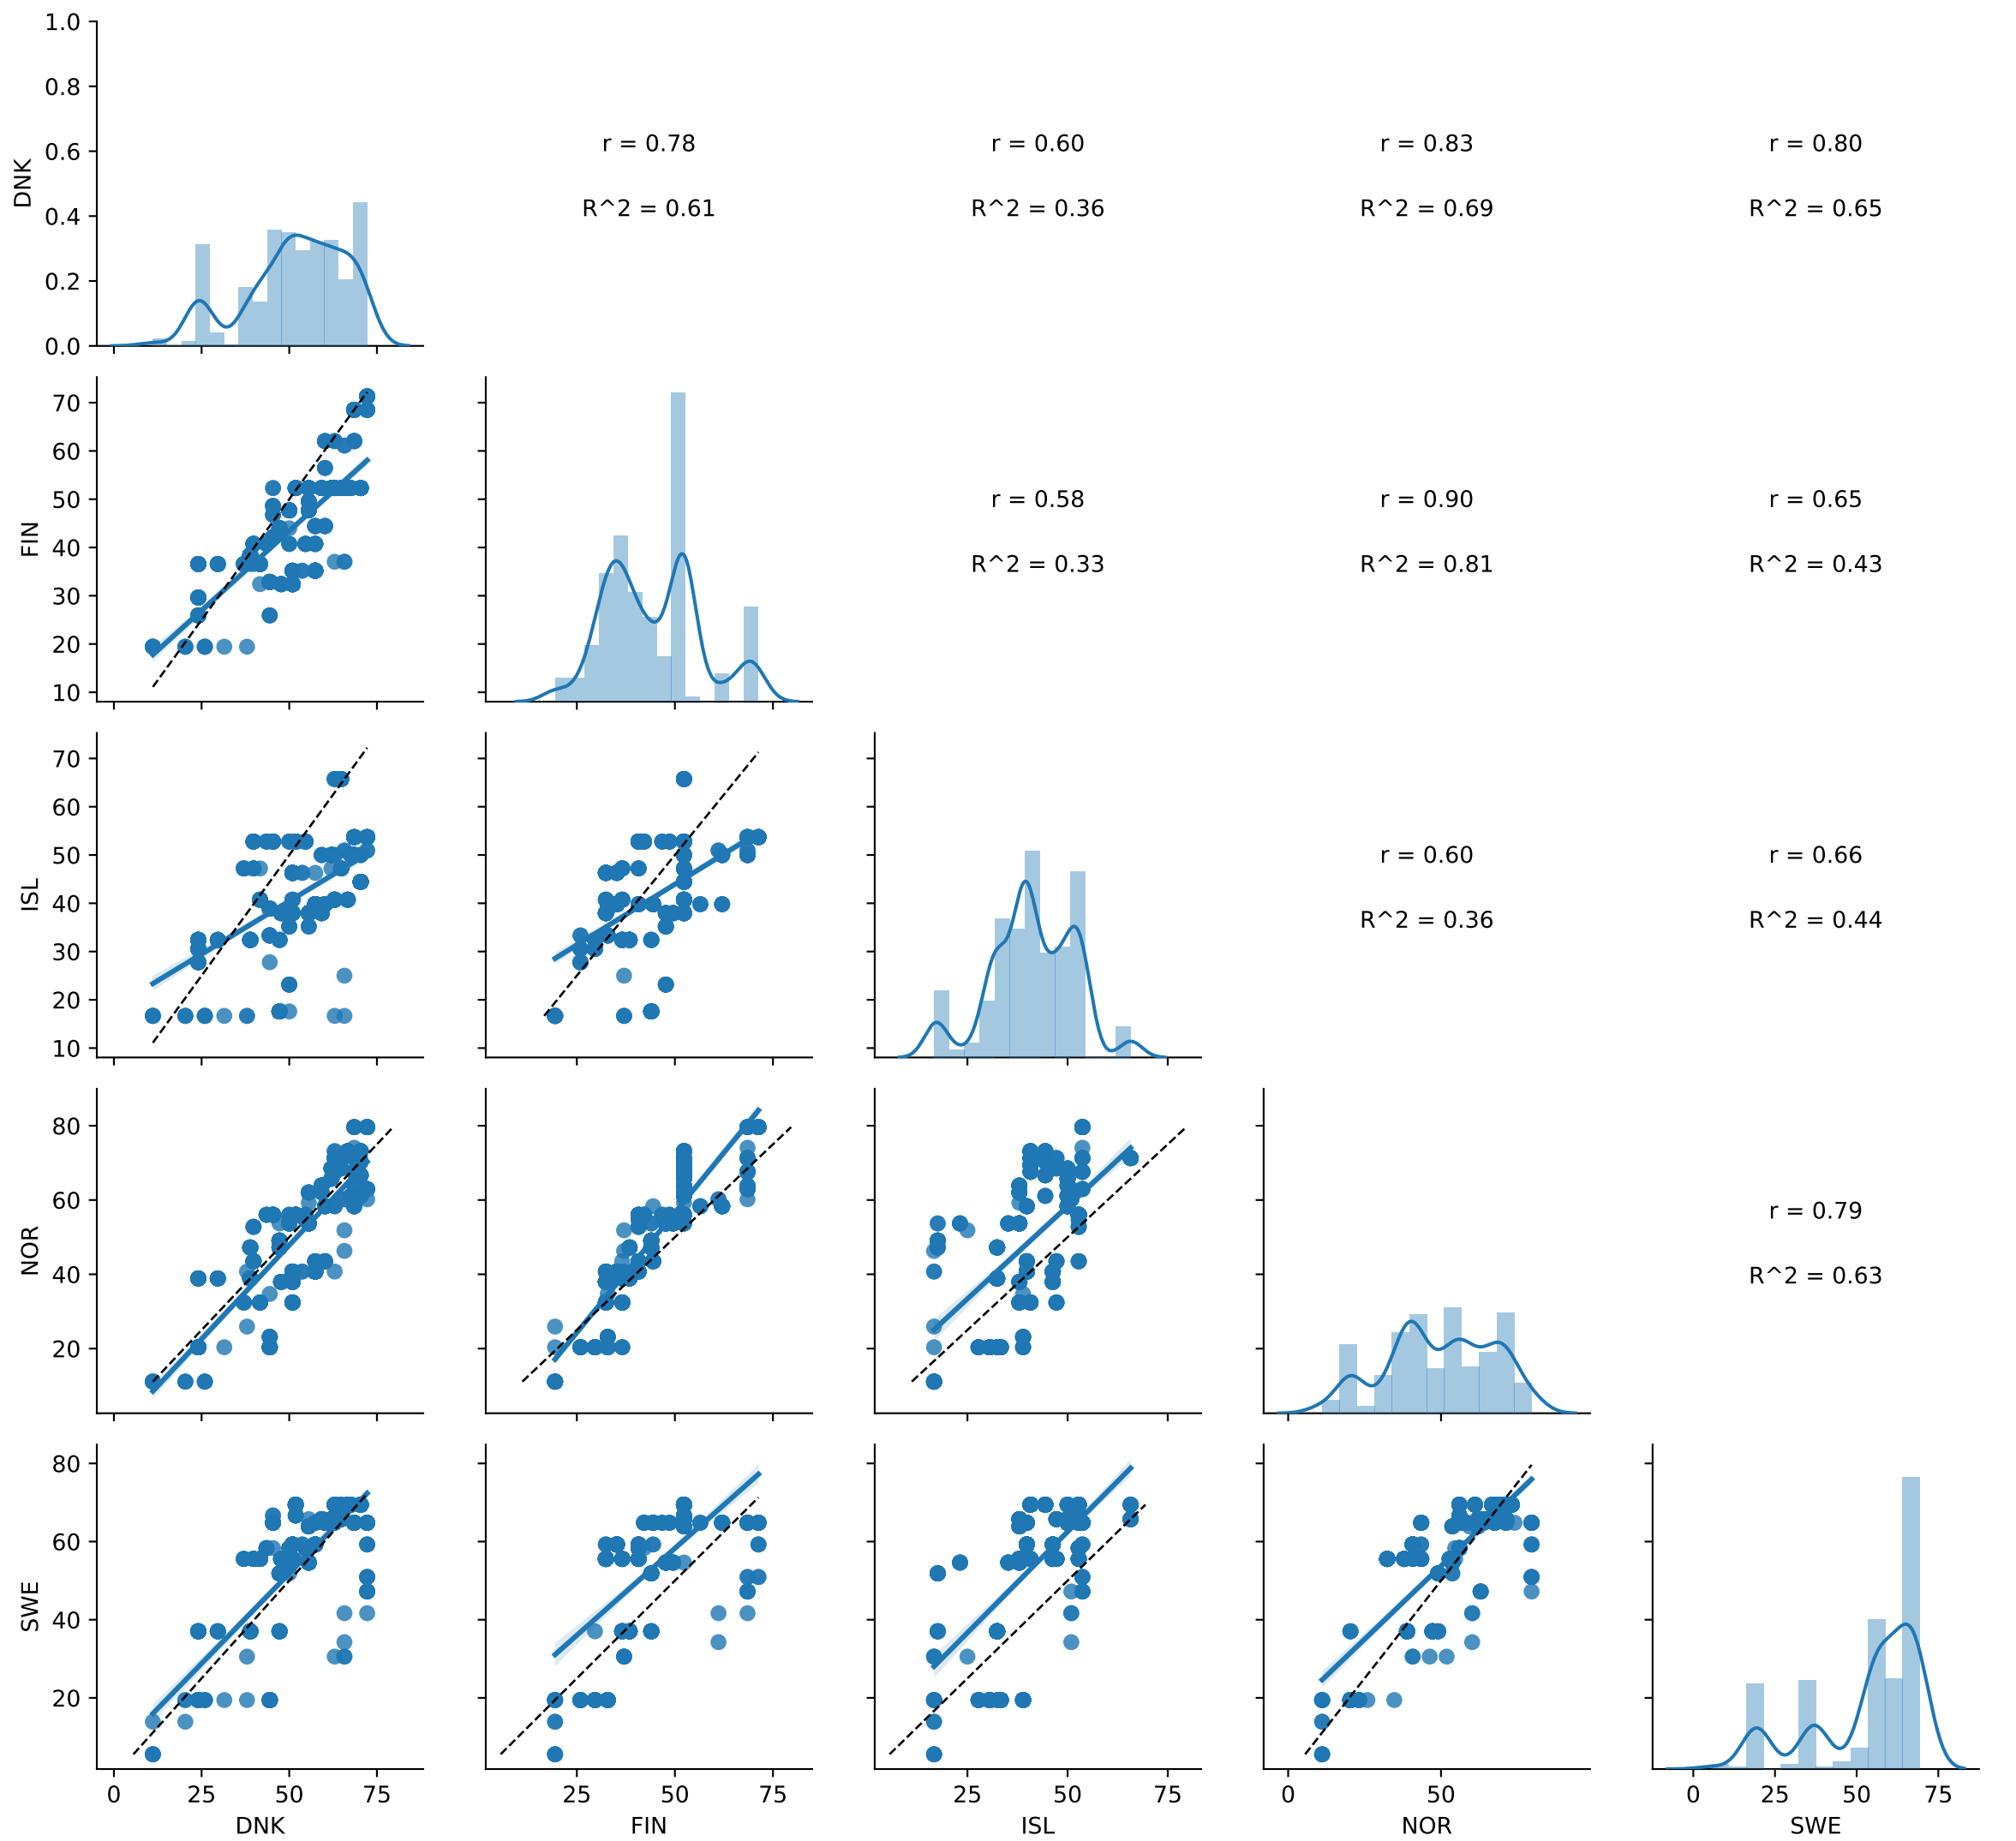 1.0
0.8
0.6
0.4
0.2
0.0
DNK
r = 0.78
R^2 = 0.61
r = 0.60
R^2 = 0.36
r = 0.83
R^2 = 0.69
r = 0.80
R^2 = 0.65
70
60
50
40
30
20
10
FIN
r = 0.58
R^2 = 0.33
r = 0.90
R^2 = 0.81
r = 0.65
R^2 = 0.43
70
60
50
40
30
20
10
ISL
r = 0.60
R^2 = 0.36
r = 0.66
R^2 = 0.44
80
60
40
20
NOR
r = 0.79
R^2 = 0.63
80
60
40
20
SWE
0 25 50 75
DNK
25 50 75
FIN
25 50 75
ISL
0 50
NOR
0 25 50 75
SWE